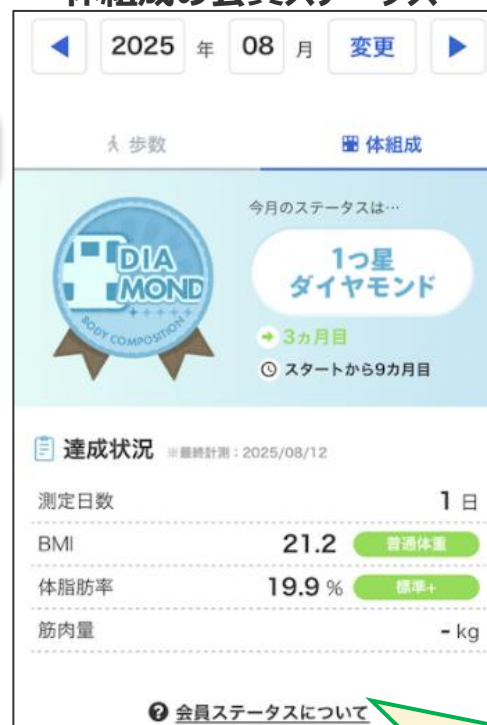 体組成の会員ステータス
2025 年 08 月 変更
歩数
体組成
今月のステータスは…
DIA
MOND
BODY COMPOSITION
1つ星
ダイヤモンド
3ヵ月目
スタートから9カ月目
達成状況 ※最終計測：2025/08/12
測定日数 1 日
BMI 21.2 普通体重
体脂肪率 19.9 % 標準+
筋肉量 - kg
会員ステータスについて